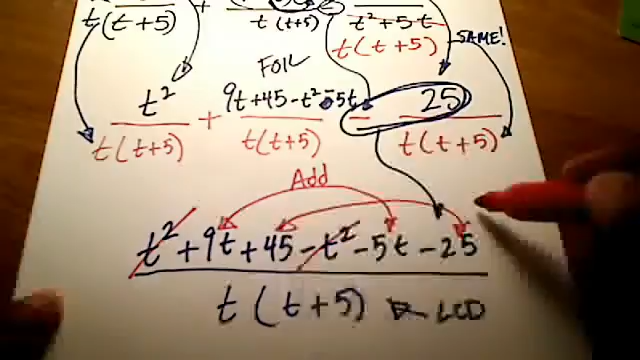 t(t+5) + t(t+5) t²+5t
t(t+5) SAME!
FOIL
t² + 9t+45-t²-5t - 25
t(t+5) t(t+5) t(t+5)
Add
t²+9t+45-t²-5t-25
t(t+5) LCD